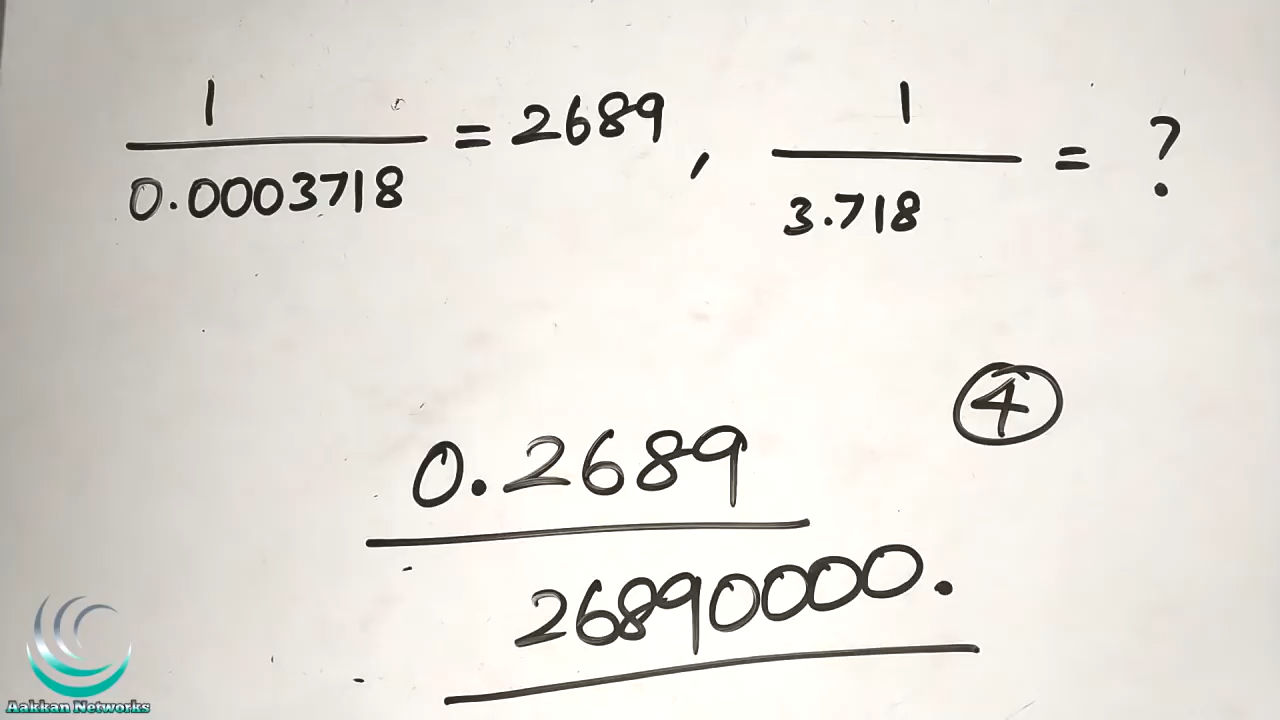 1/0.0003718 = 2689, 1/3.718 = ?
4
0.2689
26890000.
Aakkan Networks